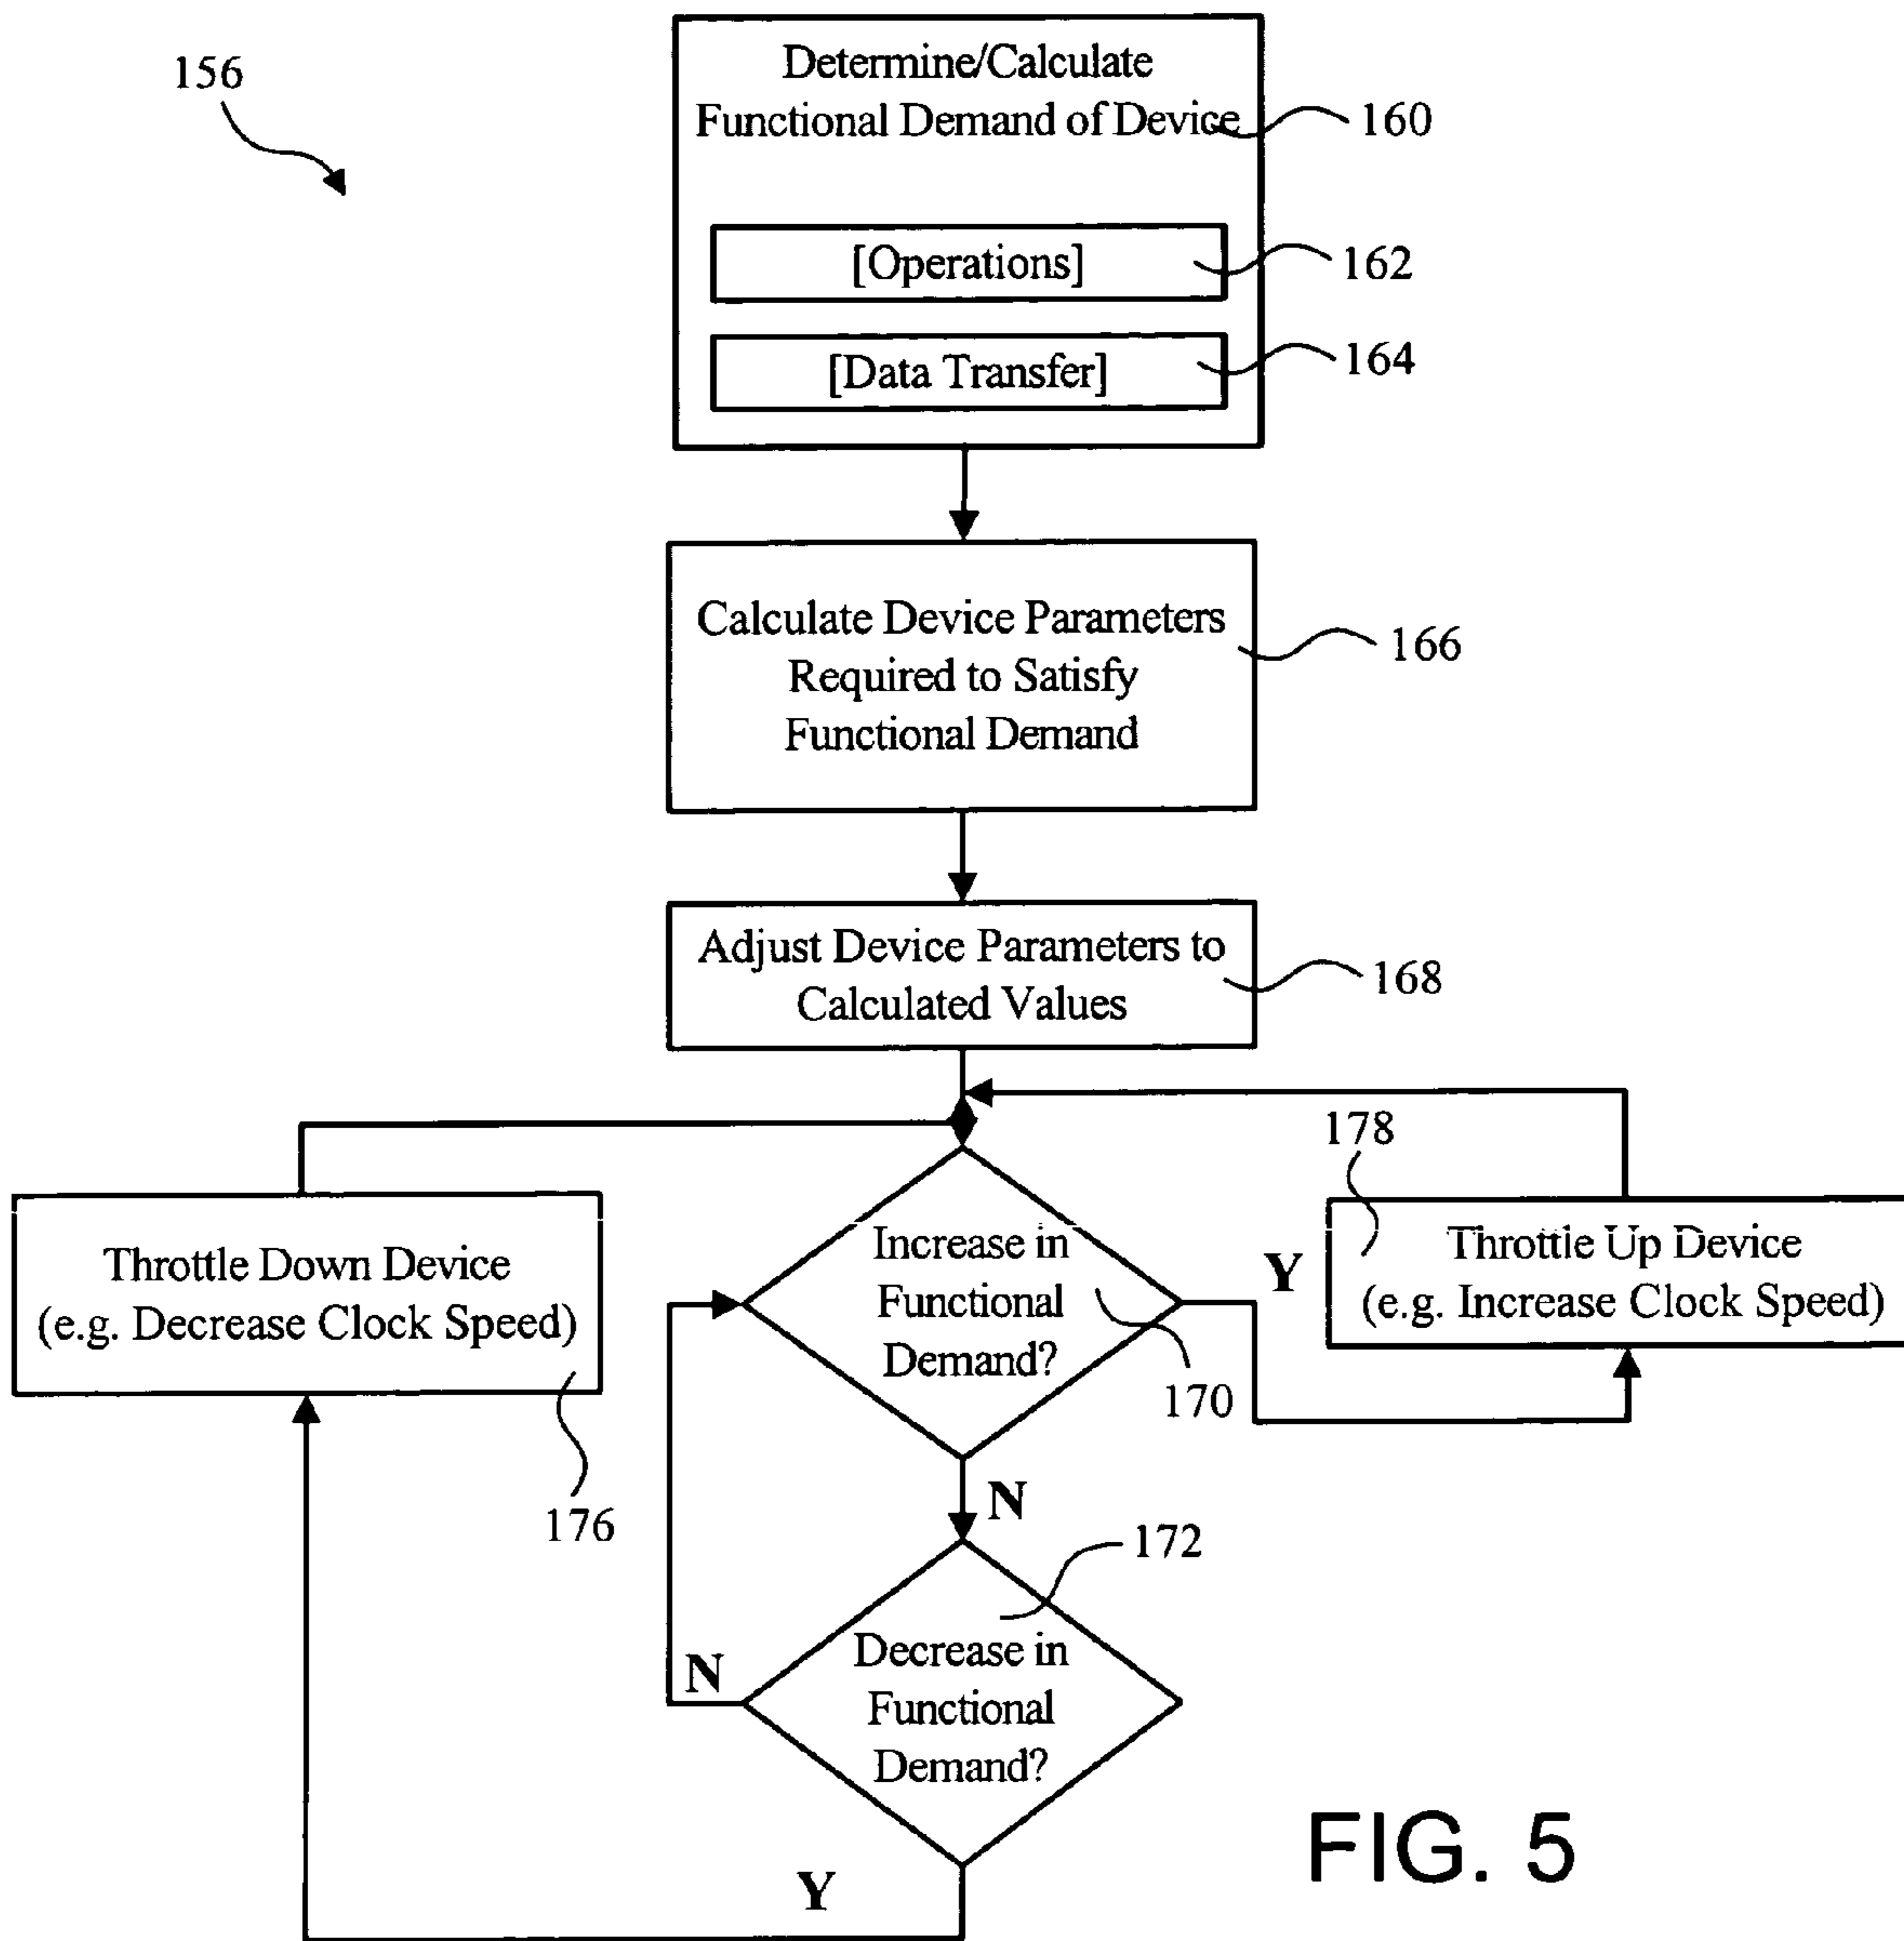 156
Determine/Calculate
Functional Demand of Device
160
[Operations]
162
[Data Transfer]
164
Calculate Device Parameters
Required to Satisfy
Functional Demand
166
Adjust Device Parameters to
Calculated Values
168
178
Throttle Down Device
(e.g. Decrease Clock Speed)
176
Increase in
Functional
Demand?
170
Y
Throttle Up Device
(e.g. Increase Clock Speed)
N
172
Decrease in
Functional
Demand?
N
Y
FIG. 5